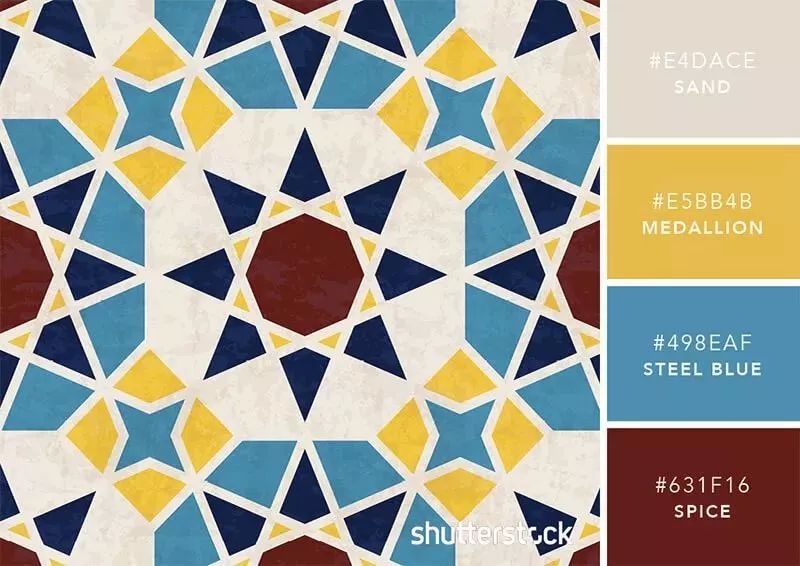 #E4DACE
SAND
#E5BB4B
MEDALLION
#498EAF
STEEL BLUE
#631F16
SPICE
shutterstock